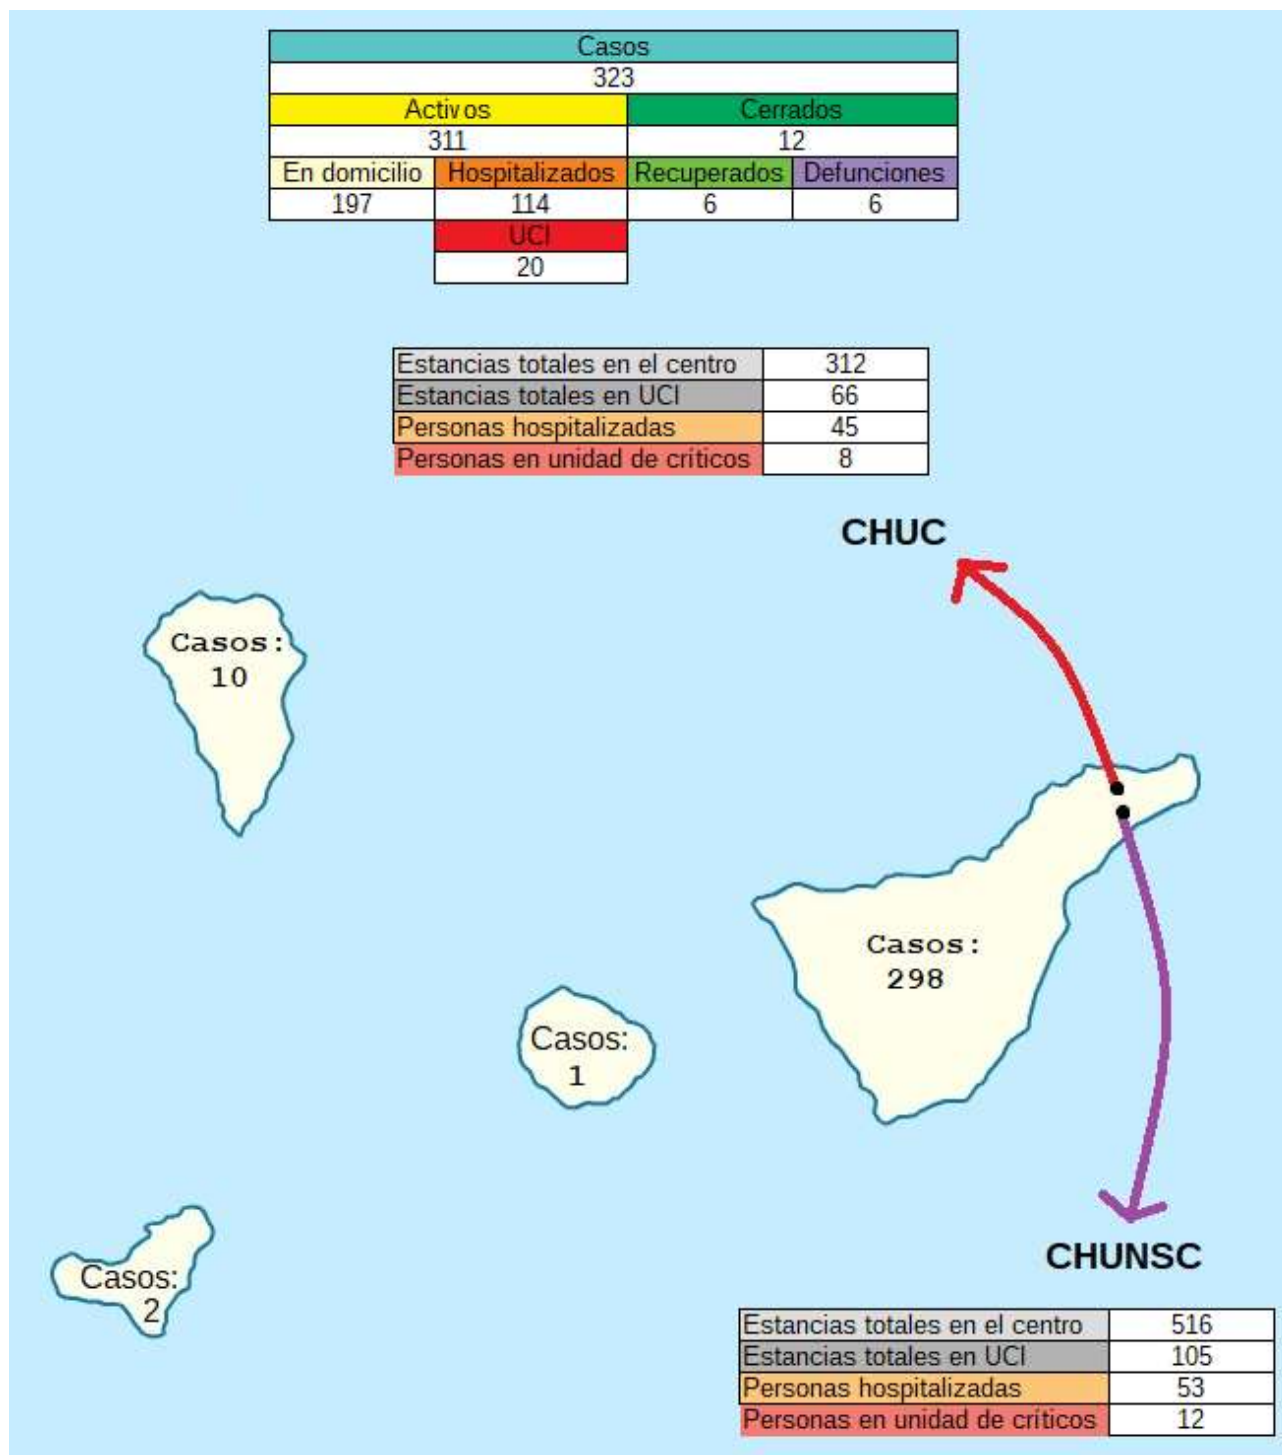 Casos
323
Activos Cerrados
311 12
En domicilio Hospitalizados Recuperados Defunciones
197 114 6 6
UCI
20
Estancias totales en el centro 312
Estancias totales en UCI 66
Personas hospitalizadas 45
Personas en unidad de críticos 8
CHUC
Casos:
10
Casos:
298
Casos:
1
Casos:
2
CHUNSC
Estancias totales en el centro 516
Estancias totales en UCI 105
Personas hospitalizadas 53
Personas en unidad de críticos 12